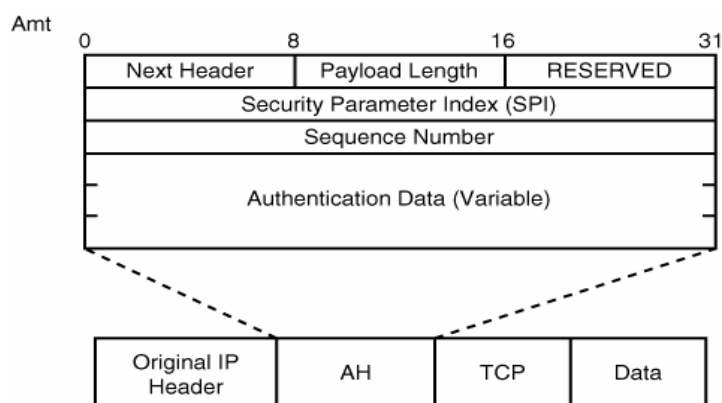 Amt
0 8 16 31
Next Header Payload Length RESERVED
Security Parameter Index (SPI)
Sequence Number
Authentication Data (Variable)
Original IP
Header
AH TCP Data